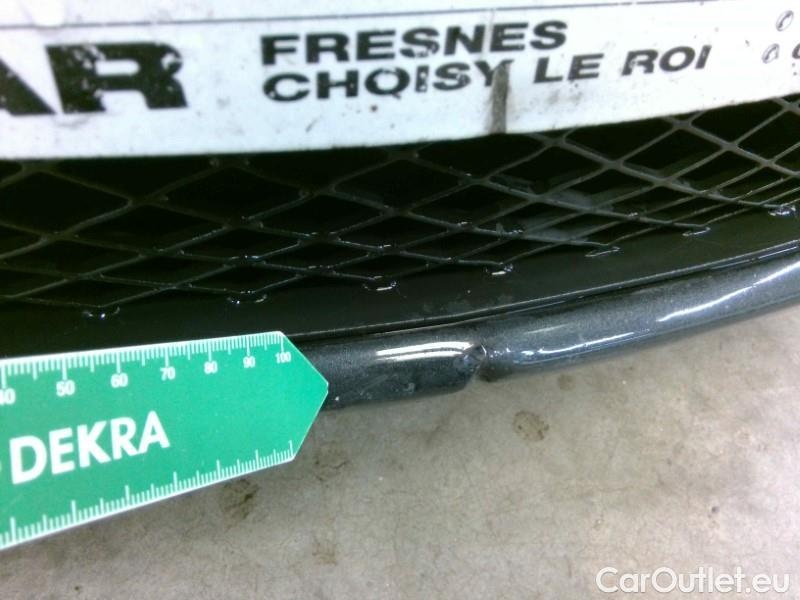 AR
FRESNES
CHOISY LE ROI
40 50 60 70 80 90 100
DEKRA
CarOutlet.eu